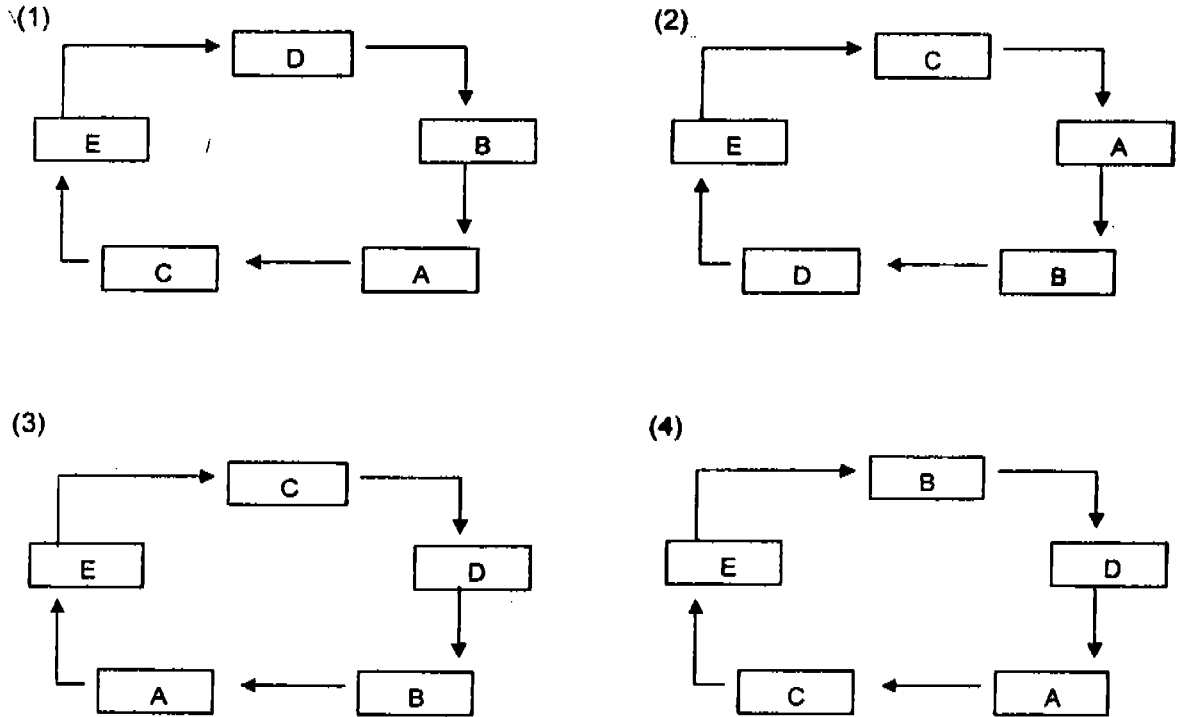 (1) (2)
D C
E B E A
C A D B
(3) (4)
C B
E D E D
A B C A